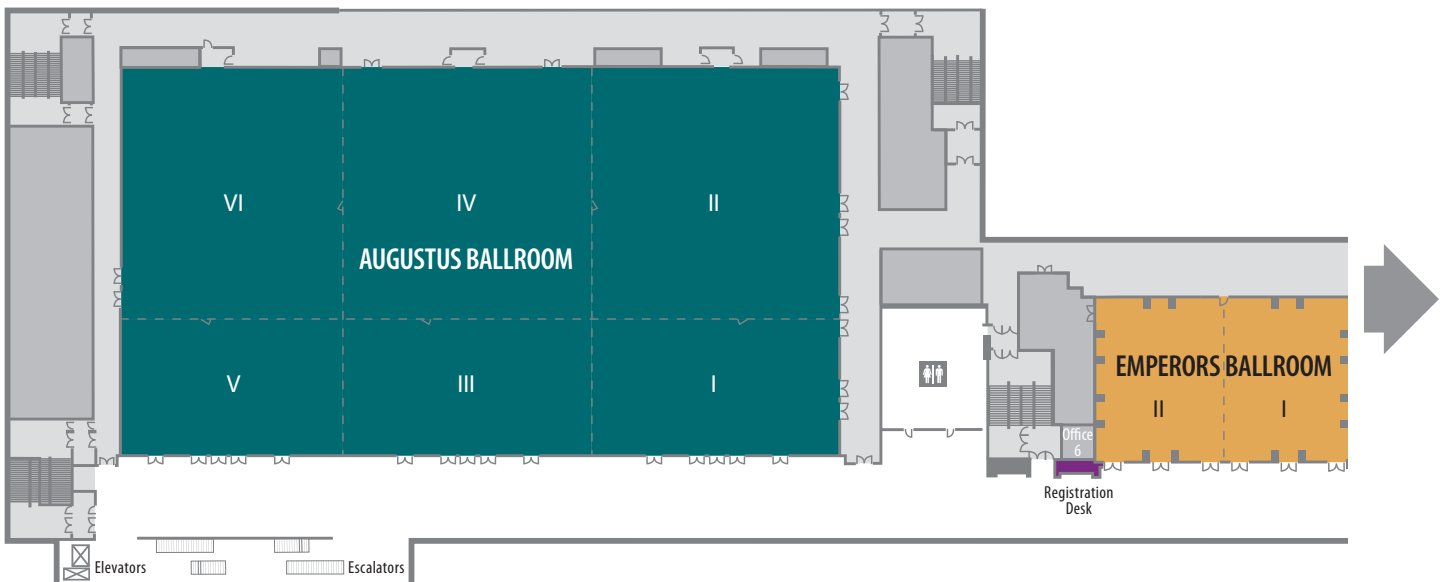 VI
IV
II
AUGUSTUS BALLROOM
V
III
I
EMPERORS BALLROOM
II
I
Office
6
Registration
Desk
Elevators
Escalators